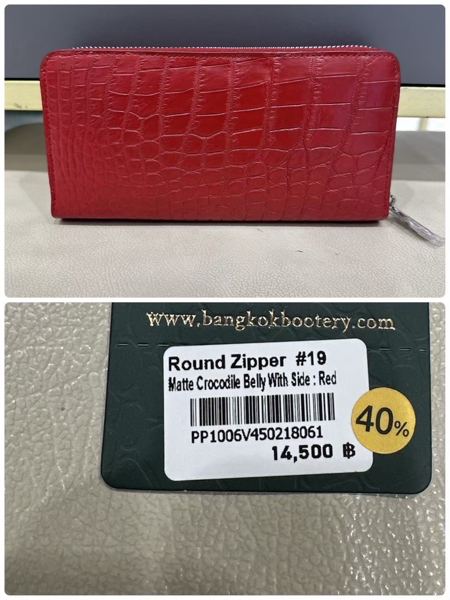 www.bangkokbootery.com
Round Zipper #19
Matte Crocodile Belly With Side : Red
PP1006V450218061
14,500 ฿
40%